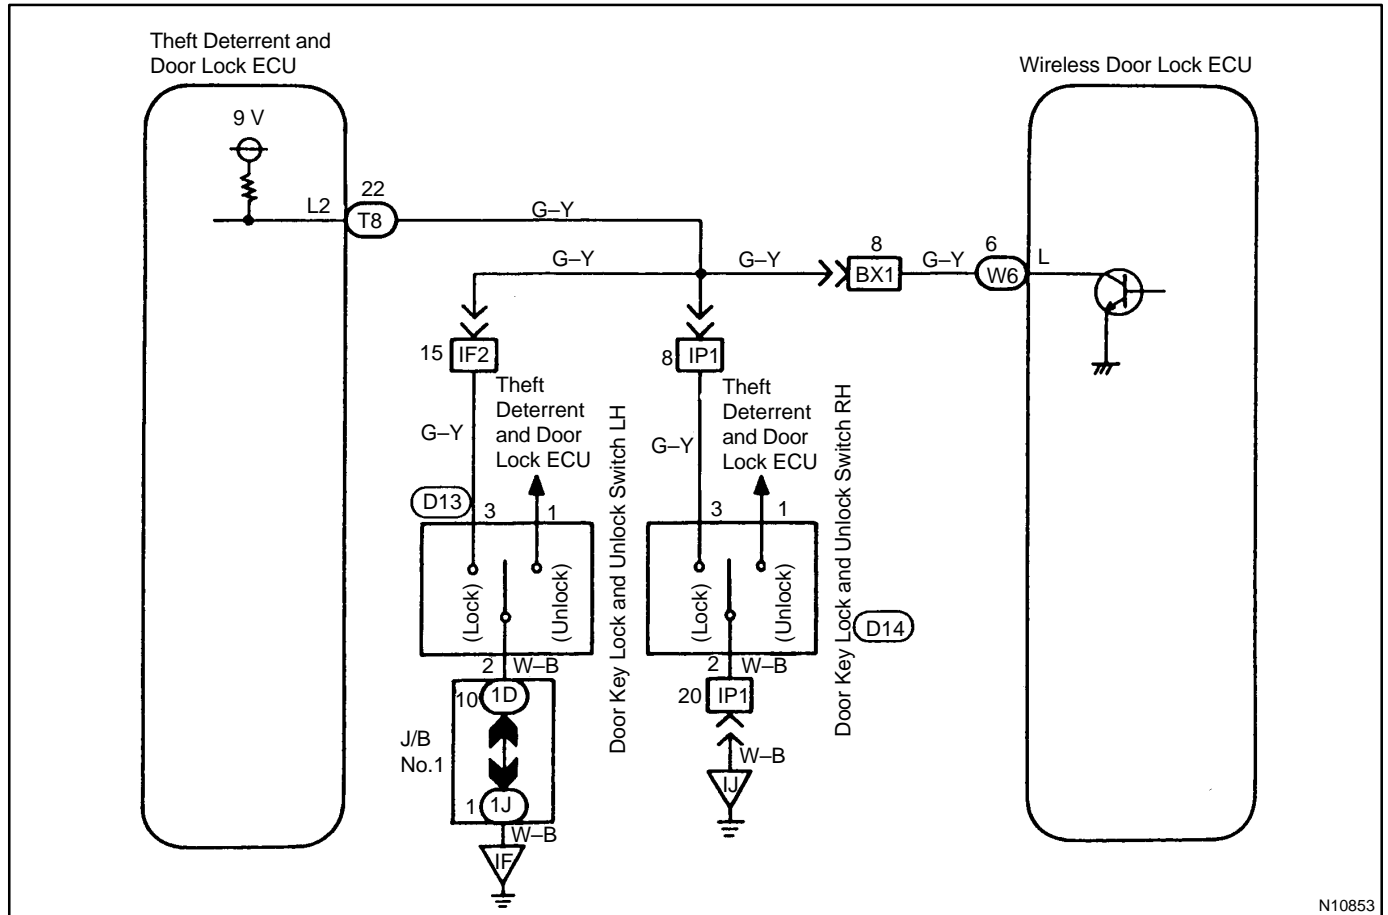 Theft Deterrent and
Door Lock ECU
Wireless Door Lock ECU
9 V
L2
22
T8
G–Y
G–Y
G–Y
8
BX1
G–Y
6
W6
L
15
IF2
8
IP1
Theft
Deterrent
and Door
Lock ECU
Theft
Deterrent
and Door
Lock ECU
G–Y
G–Y
D13
3
1
3
1
(Lock)
(Unlock)
Door Key Lock and Unlock Switch LH
(Lock)
(Unlock)
Door Key Lock and Unlock Switch RH
D14
2
W–B
2
W–B
10
1D
20
IP1
J/B
No.1
W–B
IJ
1
1J
W–B
IF
N10853